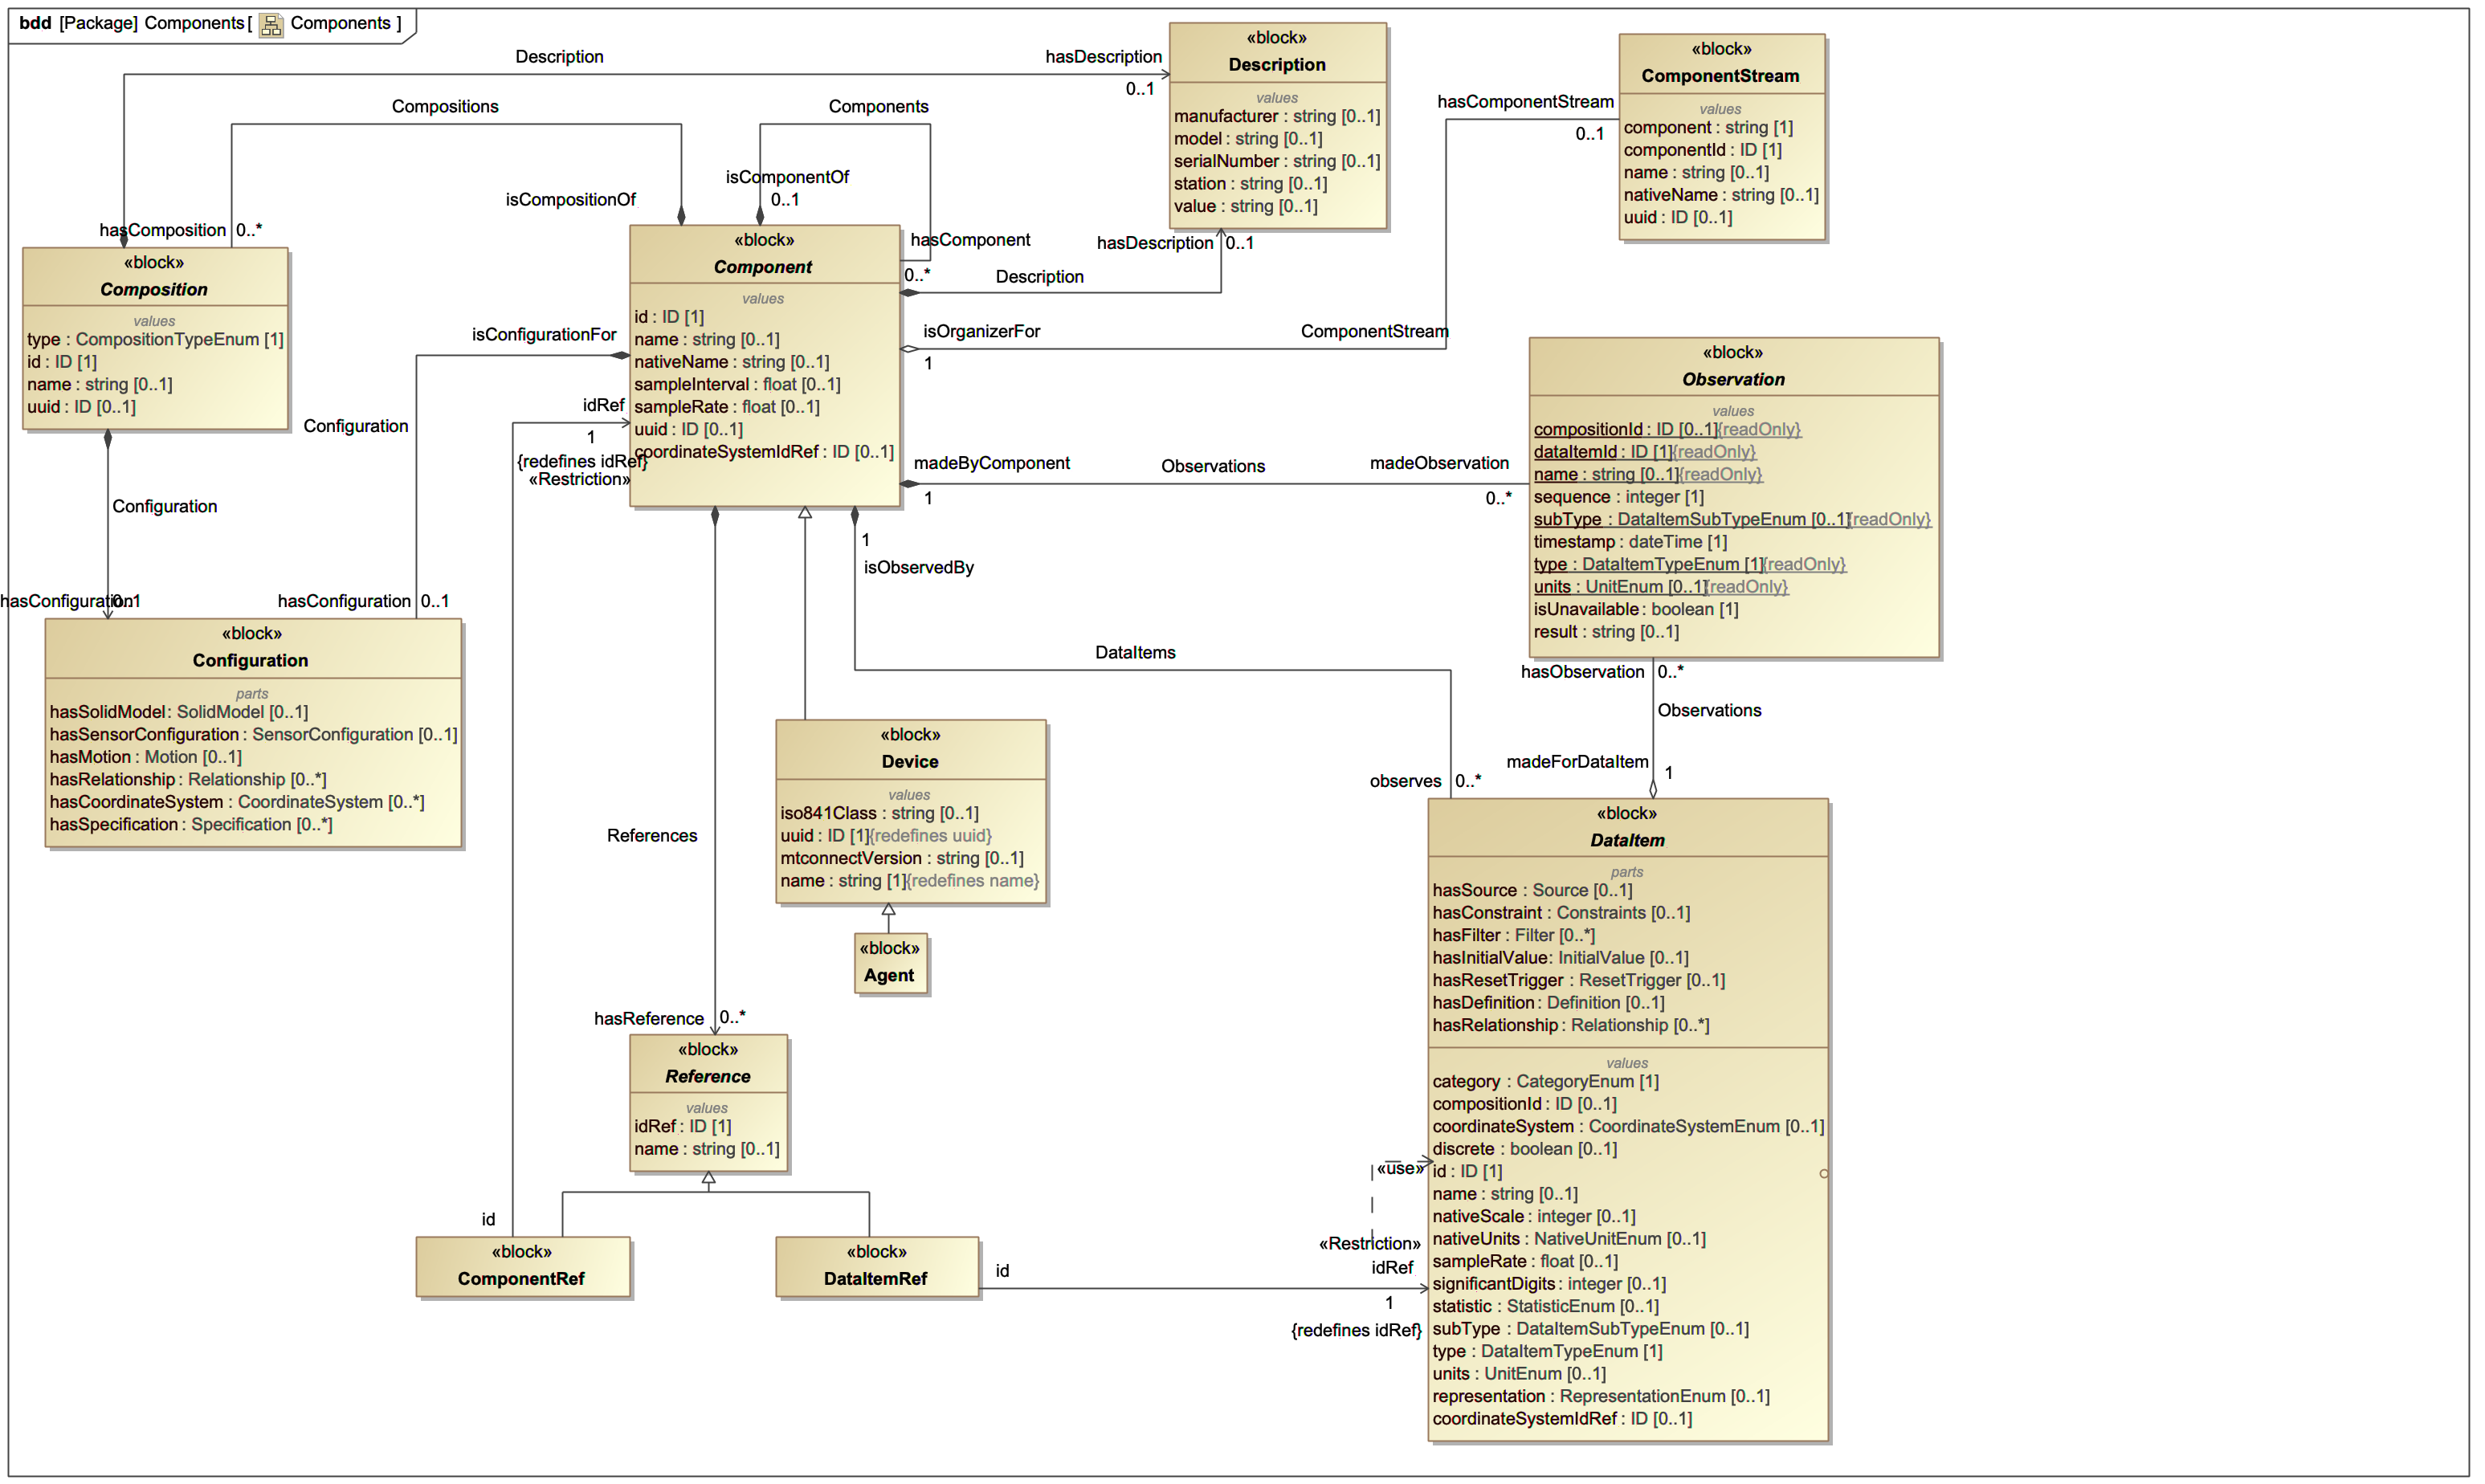 bdd [Package] Components [ Components ]
Description
hasDescription
0..1
Compositions
Components
isCompositionOf
isComponentOf
0..1
hasComposition 0..*
hasComponent
0..*
«block»
Description
values
manufacturer : string [0..1]
model : string [0..1]
serialNumber : string [0..1]
station : string [0..1]
value : string [0..1]
hasDescription 0..1
Description
«block»
ComponentStream
values
component : string [1]
componentId : ID [1]
name : string [0..1]
nativeName : string [0..1]
uuid : ID [0..1]
hasComponentStream
0..1
isOrganizerFor
1
ComponentStream
«block»
Composition
values
type : CompositionTypeEnum [1]
id : ID [1]
name : string [0..1]
uuid : ID [0..1]
«block»
Component
values
id : ID [1]
name : string [0..1]
nativeName : string [0..1]
sampleInterval : float [0..1]
sampleRate : float [0..1]
uuid : ID [0..1]
coordinateSystemIdRef : ID [0..1]
isConfigurationFor
Configuration
idRef
1
{redefines idRef}
«Restriction»
Configuration
hasConfiguration 0..1
hasConfiguration 0..1
madeByComponent
1
Observations
madeObservation
0..*
«block»
Observation
values
compositionId : ID [0..1]{readOnly}
dataItemId : ID [1]{readOnly}
name : string [0..1]{readOnly}
sequence : integer [1]
subType : DataItemSubTypeEnum [0..1]{readOnly}
timestamp : dateTime [1]
type : DataItemTypeEnum [1]{readOnly}
units : UnitEnum [0..1]{readOnly}
isUnavailable : boolean [1]
result : string [0..1]
1
isObservedBy
DataItems
observes 0..*
hasObservation 0..*
Observations
madeForDataItem 1
«block»
Configuration
parts
hasSolidModel : SolidModel [0..1]
hasSensorConfiguration : SensorConfiguration [0..1]
hasMotion : Motion [0..1]
hasRelationship : Relationship [0..*]
hasCoordinateSystem : CoordinateSystem [0..*]
hasSpecification : Specification [0..*]
«block»
Device
values
iso841Class : string [0..1]
uuid : ID [1]{redefines uuid}
mtconnectVersion : string [0..1]
name : string [1]{redefines name}
«block»
Agent
References
hasReference 0..*
«block»
Reference
values
idRef : ID [1]
name : string [0..1]
id
«block»
ComponentRef
«block»
DataItemRef
id
«use»
«Restriction»
idRef
1
{redefines idRef}
«block»
DataItem
parts
hasSource : Source [0..1]
hasConstraint : Constraints [0..1]
hasFilter : Filter [0..*]
hasInitialValue : InitialValue [0..1]
hasResetTrigger : ResetTrigger [0..1]
hasDefinition : Definition [0..1]
hasRelationship : Relationship [0..*]
values
category : CategoryEnum [1]
compositionId : ID [0..1]
coordinateSystem : CoordinateSystemEnum [0..1]
discrete : boolean [0..1]
id : ID [1]
name : string [0..1]
nativeScale : integer [0..1]
nativeUnits : NativeUnitEnum [0..1]
sampleRate : float [0..1]
significantDigits : integer [0..1]
statistic : StatisticEnum [0..1]
subType : DataItemSubTypeEnum [0..1]
type : DataItemTypeEnum [1]
units : UnitEnum [0..1]
representation : RepresentationEnum [0..1]
coordinateSystemIdRef : ID [0..1]